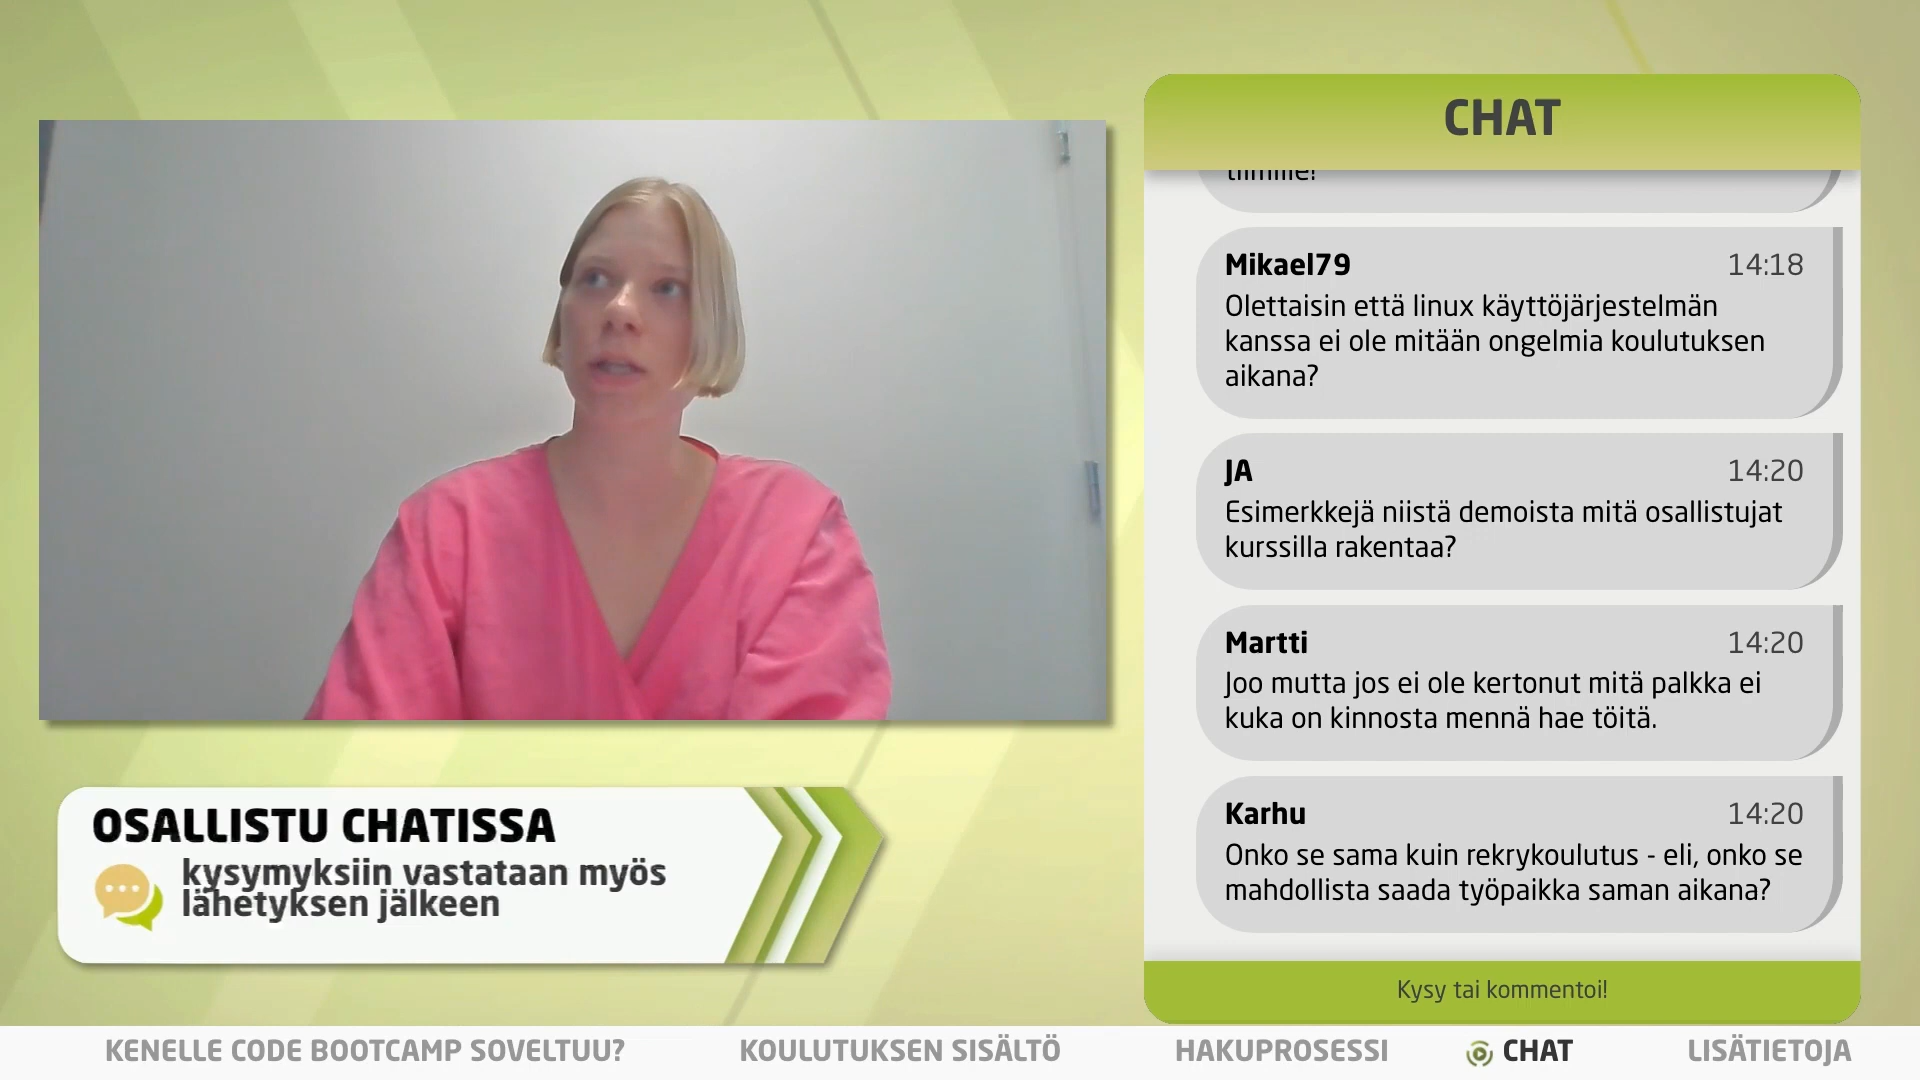 CHAT
tiimille!
Mikael79 14:18
Olettaisin että linux käyttöjärjestelmän
kanssa ei ole mitään ongelmia koulutuksen
aikana?
JA 14:20
Esimerkkejä niistä demoista mitä osallistujat
kurssilla rakentaa?
Martti 14:20
Joo mutta jos ei ole kertonut mitä palkka ei
kuka on kinnosta mennä hae töitä.
Karhu 14:20
Onko se sama kuin rekrykoulutus - eli, onko se
mahdollista saada työpaikka saman aikana?
Kysy tai kommentoi!
OSALLISTU CHATISSA
kysymyksiin vastataan myös
lähetyksen jälkeen
KENELLE CODE BOOTCAMP SOVELTUU? KOULUTUKSEN SISÄLTÖ HAKUPROSESSI CHAT LISÄTIETOJA